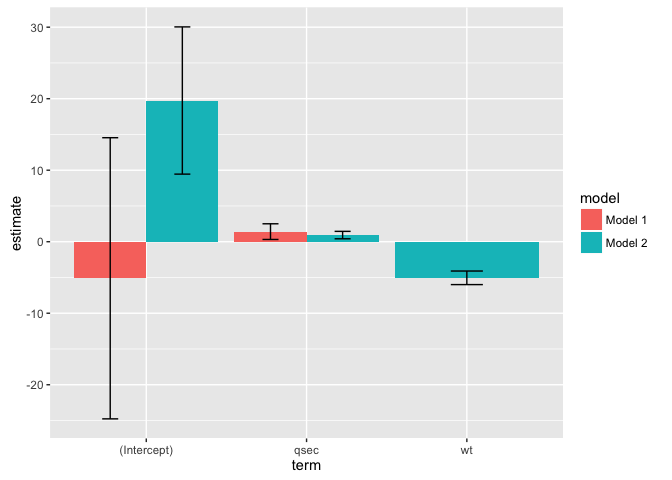 30
20
10
0
-10
-20
estimate
(Intercept)
qsec
wt
term
model
Model 1
Model 2